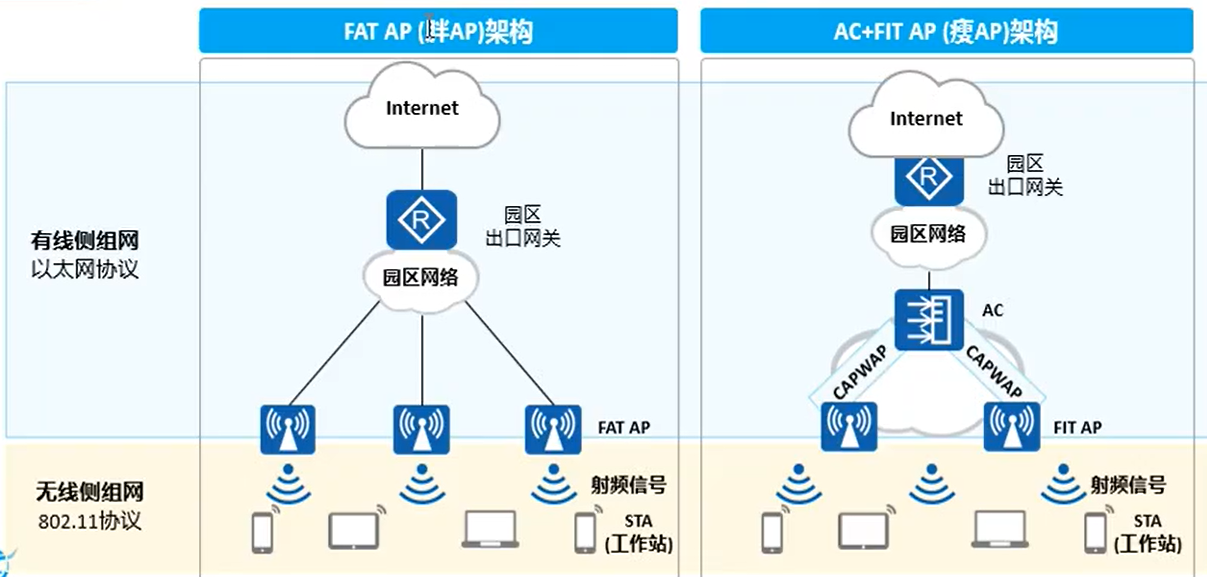 FAT AP (胖AP)架构
AC+FIT AP (瘦AP)架构
有线侧组网
以太网协议
无线侧组网
802.11协议
Internet
R
园区
出口网关
园区网络
FAT AP
射频信号
STA
(工作站)
Internet
R
园区
出口网关
园区网络
AC
CAPWAP
CAPWAP
FIT AP
射频信号
STA
(工作站)